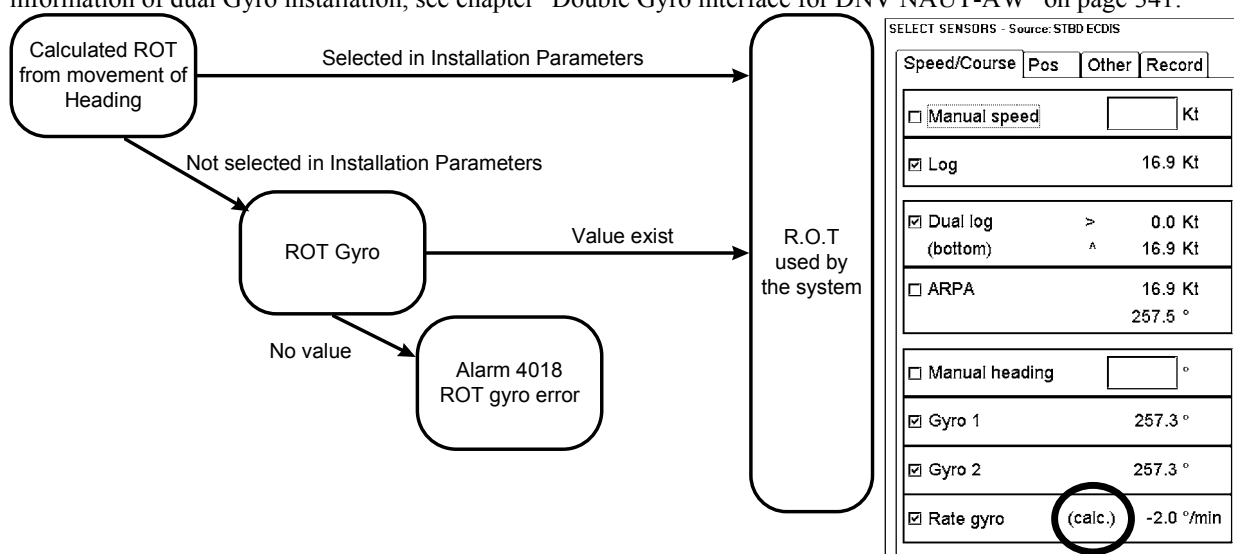 information of dual Gyro installation, see chapter "Double Gyro interface for DNV NAUT-AW" on page 341.
Calculated ROT
from movement of
Heading
Selected in Installation Parameters
Not selected in Installation Parameters
ROT Gyro
Value exist
R.O.T
used by
the system
No value
Alarm 4018
ROT gyro error
SELECT SENSORS - Source: STBD ECDIS
Speed/Course Pos Other Record
Manual speed Kt
Log 16.9 Kt
Dual log > 0.0 Kt
(bottom) ^ 16.9 Kt
ARPA 16.9 Kt
257.5 °
Manual heading °
Gyro 1 257.3 °
Gyro 2 257.3 °
Rate gyro (calc.) -2.0 °/min